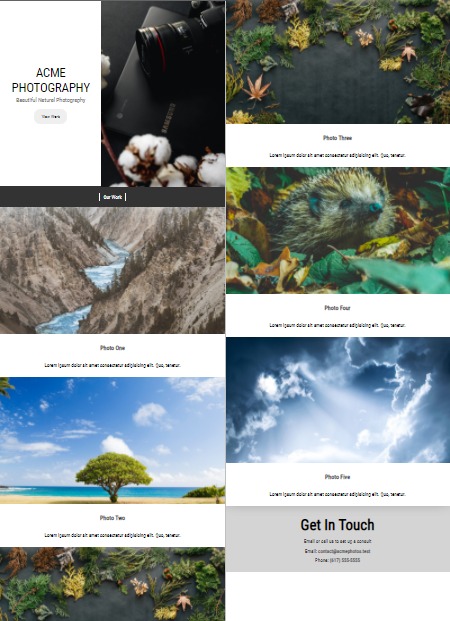 ACME
PHOTOGRAPHY
Beautiful Natural Photography
View Work
Our Work
Photo One
Lorem ipsum dolor sit amet consectetur adipisicing elit. Quo, tenetur.
Photo Two
Lorem ipsum dolor sit amet consectetur adipisicing elit. Quo, tenetur.
Photo Three
Lorem ipsum dolor sit amet consectetur adipisicing elit. Quo, tenetur.
Photo Four
Lorem ipsum dolor sit amet consectetur adipisicing elit. Quo, tenetur.
Photo Five
Lorem ipsum dolor sit amet consectetur adipisicing elit. Quo, tenetur.
Get In Touch
Email or call us to set up a consult
Email: contact@acmephotos.test
Phone: (617) 555-5555